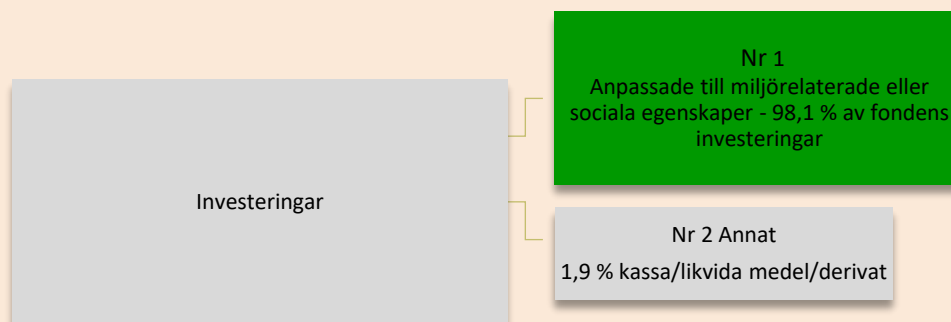 Nr 1
Anpassade till miljörelaterade eller
sociala egenskaper - 98,1 % av fondens
investeringar
Investeringar
Nr 2 Annat
1,9 % kassa/likvida medel/derivat